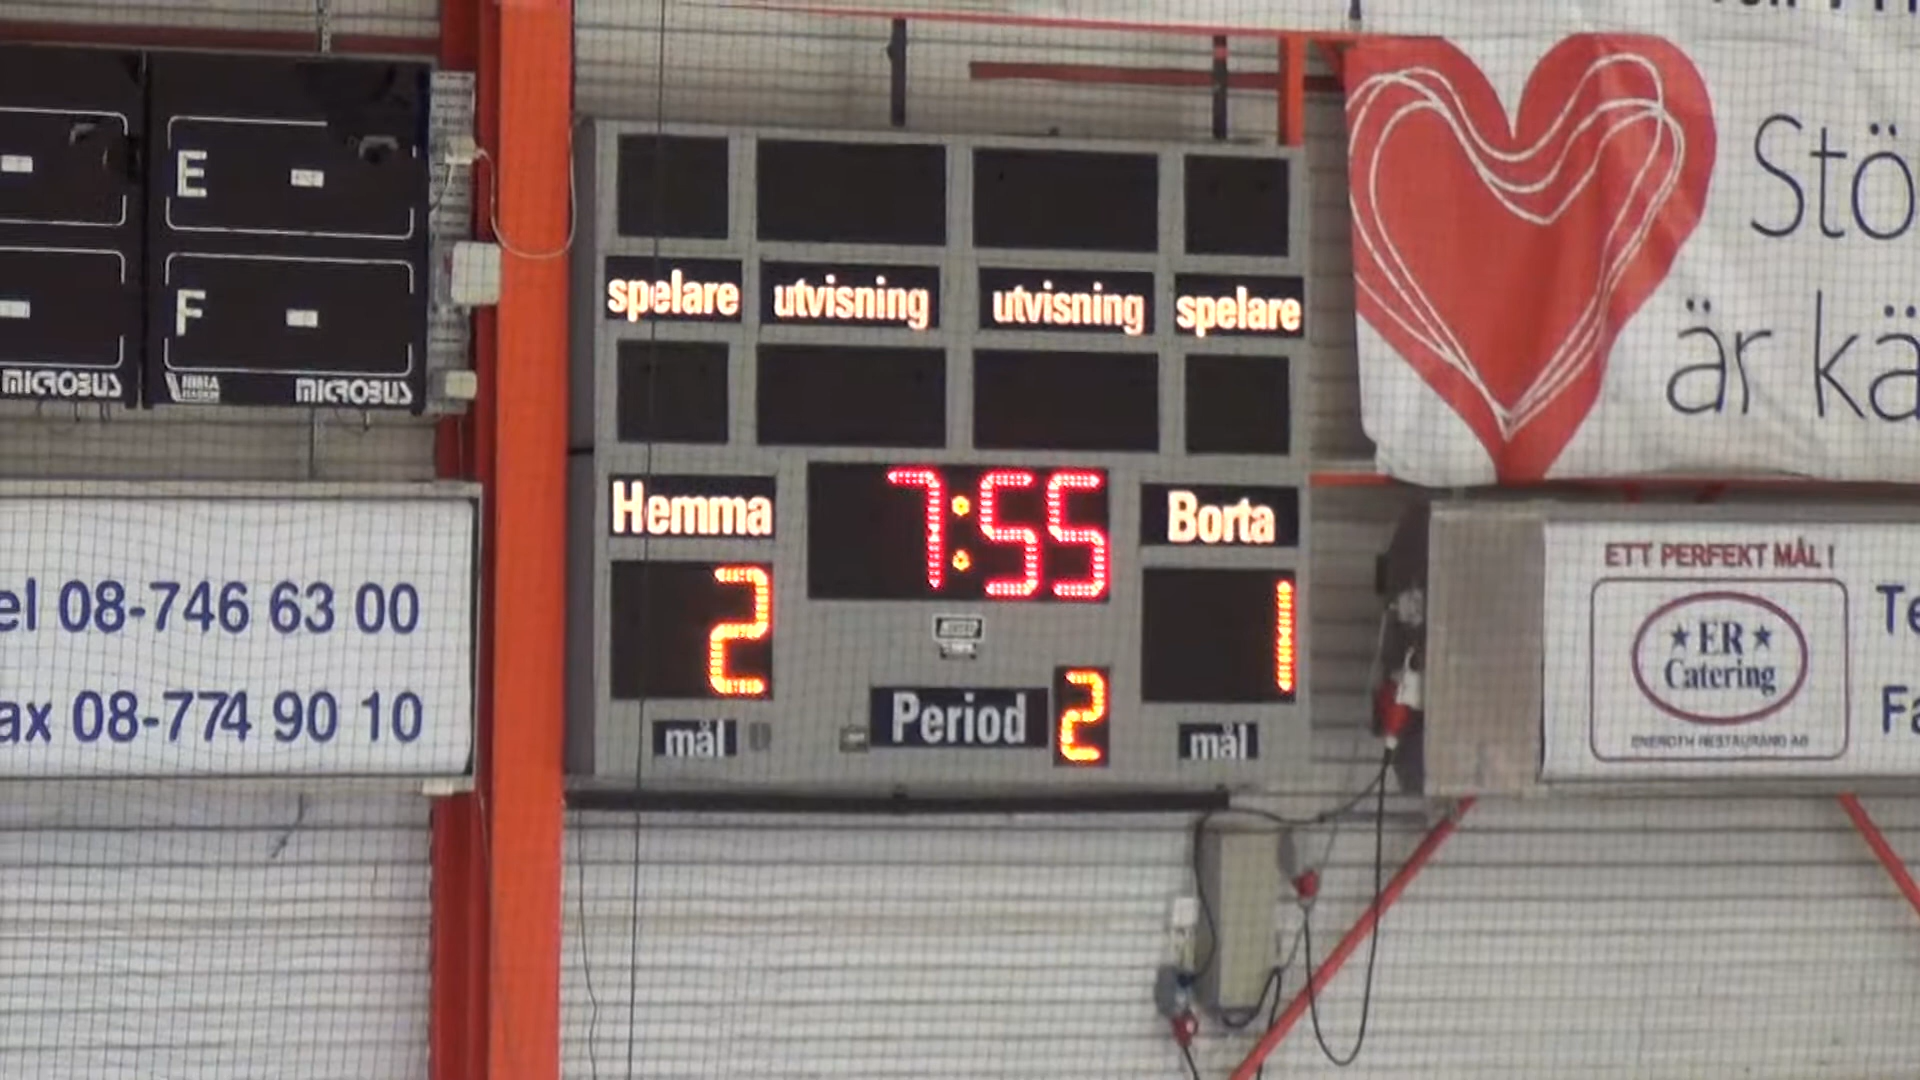 E
F
MICROBUS
MICROBUS
spelare utvisning utvisning spelare
Hemma 7:55 Borta
2 1
Period 2
mål mål
Stö
är kä
el 08-746 63 00
ax 08-774 90 10
ETT PERFEKT MÅL !
★ ER ★
Catering
Te
Fa